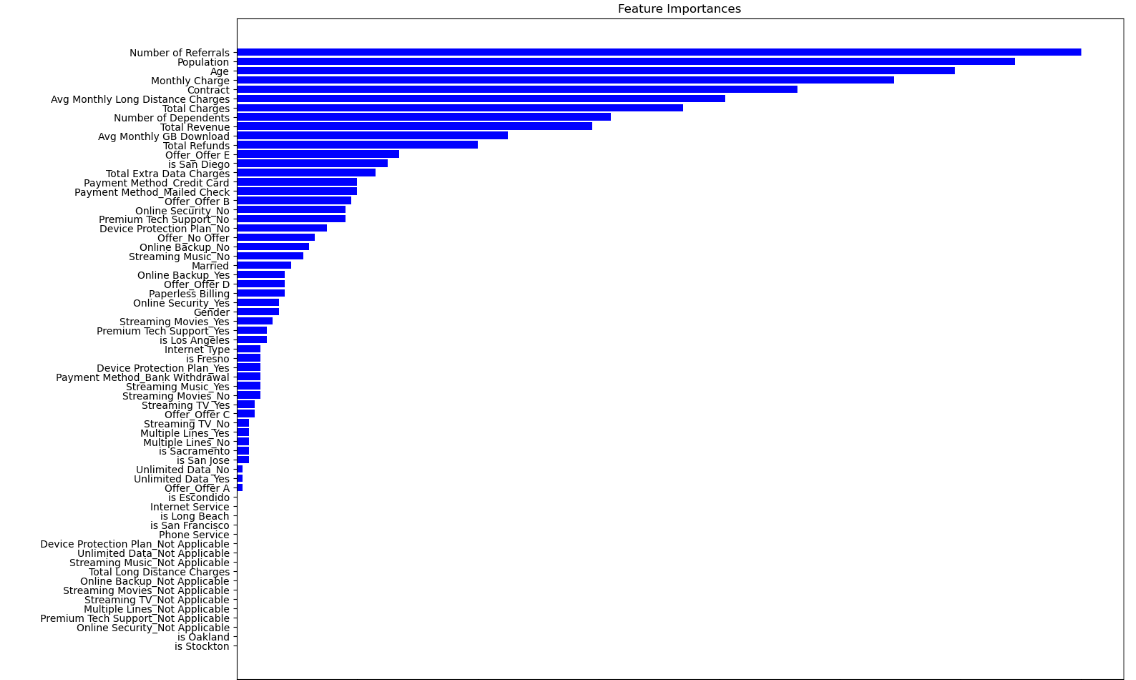 Feature Importances
Number of Referrals
Population
Age
Monthly Charge
Contract
Avg Monthly Long Distance Charges
Total Charges
Number of Dependents
Total Revenue
Avg Monthly GB Download
Total Refunds
Offer_Offer E
is San Diego
Total Extra Data Charges
Payment Method_Credit Card
Payment Method_Mailed Check
Offer_Offer B
Online Security_No
Premium Tech Support_No
Device Protection Plan_No
Offer_No Offer
Online Backup_No
Streaming Music_No
Married
Online Backup_Yes
Offer_Offer D
Paperless Billing
Online Security_Yes
Gender
Streaming Movies_Yes
Premium Tech Support_Yes
is Los Angeles
Internet Type
is Fresno
Device Protection Plan_Yes
Payment Method_Bank Withdrawal
Streaming Music_Yes
Streaming Movies_No
Streaming TV_Yes
Offer_Offer C
Streaming TV_No
Multiple Lines_Yes
Multiple Lines_No
is Sacramento
is San Jose
Unlimited Data_No
Unlimited Data_Yes
Offer_Offer A
is Escondido
Internet Service
is Long Beach
is San Francisco
Phone Service
Device Protection Plan_Not Applicable
Unlimited Data_Not Applicable
Streaming Music_Not Applicable
Total Long Distance Charges
Online Backup_Not Applicable
Streaming Movies_Not Applicable
Streaming TV_Not Applicable
Multiple Lines_Not Applicable
Premium Tech Support_Not Applicable
Online Security_Not Applicable
is Oakland
is Stockton